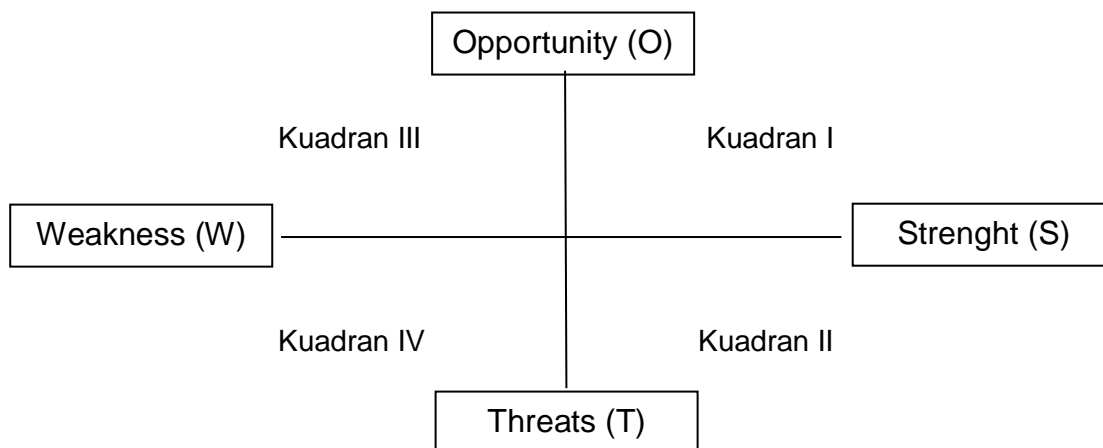 Opportunity (O)
Kuadran III
Kuadran I
Weakness (W)
Strenght (S)
Kuadran IV
Kuadran II
Threats (T)